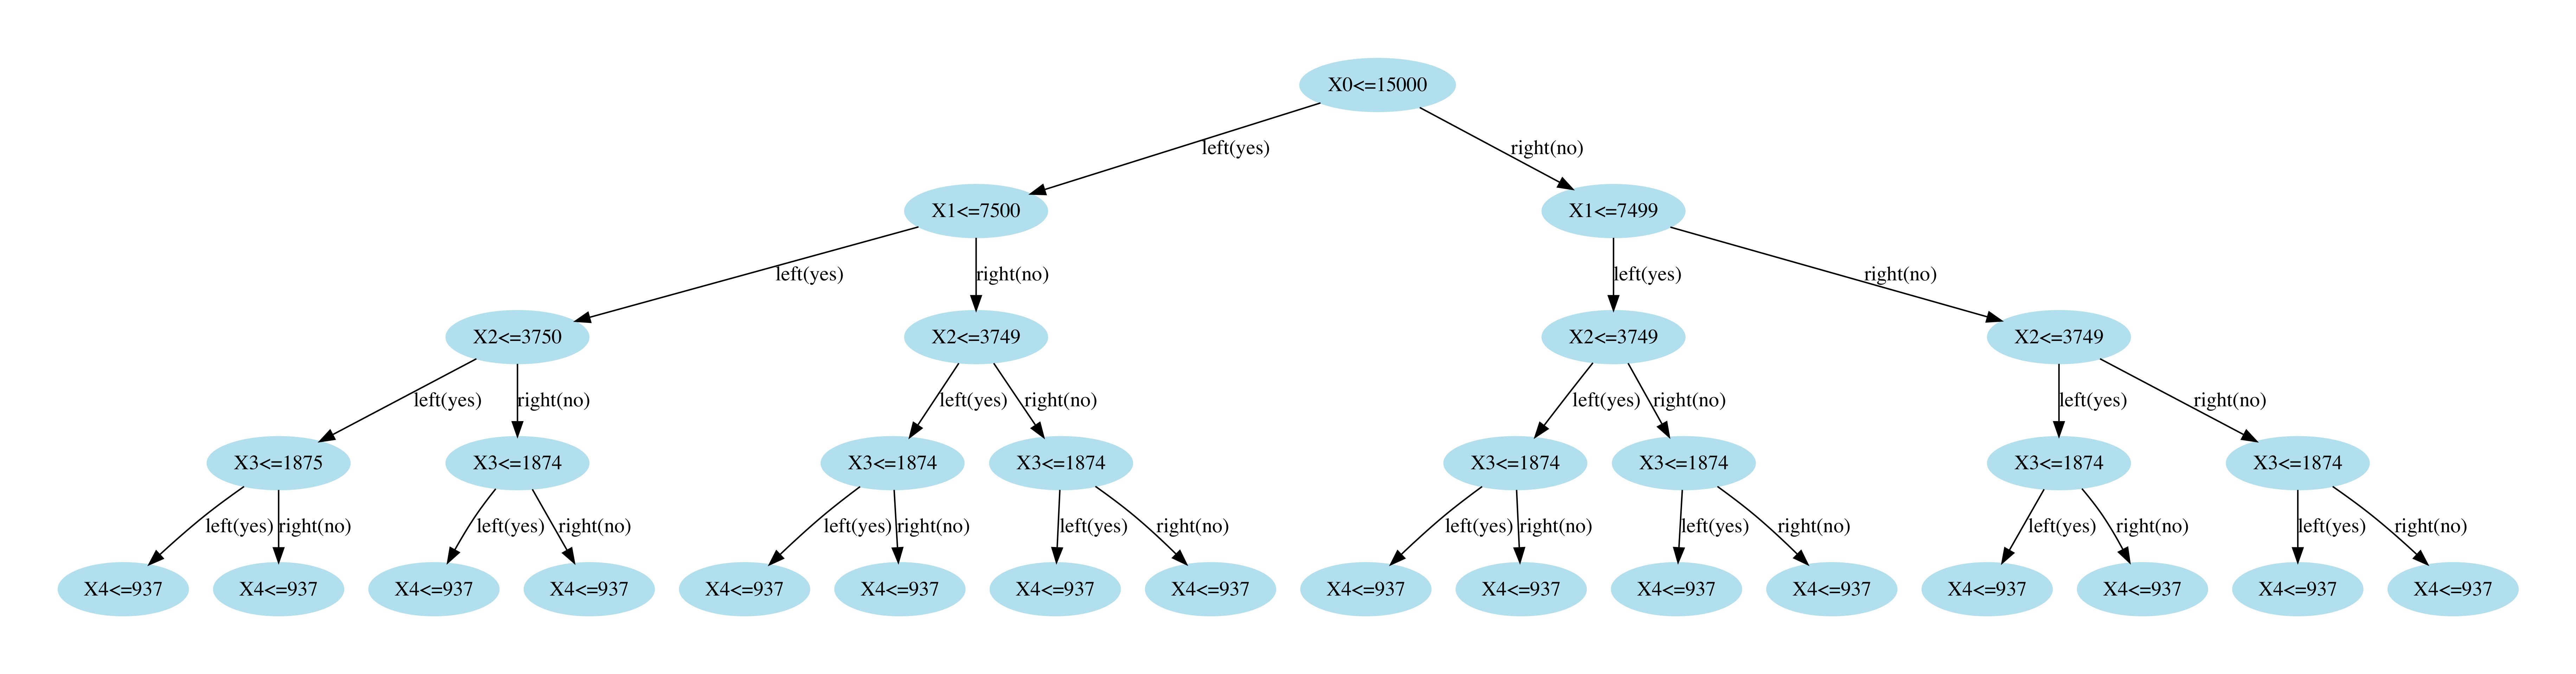 X0<=15000
left(yes) right(no)
X1<=7500 X1<=7499
left(yes) right(no) left(yes) right(no)
X2<=3750 X2<=3749 X2<=3749 X2<=3749
left(yes) right(no) left(yes) right(no) left(yes) right(no) left(yes) right(no)
X3<=1875 X3<=1874 X3<=1874 X3<=1874 X3<=1874 X3<=1874 X3<=1874 X3<=1874
left(yes) right(no) left(yes) right(no) left(yes) right(no) left(yes) right(no) left(yes) right(no) left(yes) right(no) left(yes) right(no) left(yes) right(no)
X4<=937 X4<=937 X4<=937 X4<=937 X4<=937 X4<=937 X4<=937 X4<=937 X4<=937 X4<=937 X4<=937 X4<=937 X4<=937 X4<=937 X4<=937 X4<=937